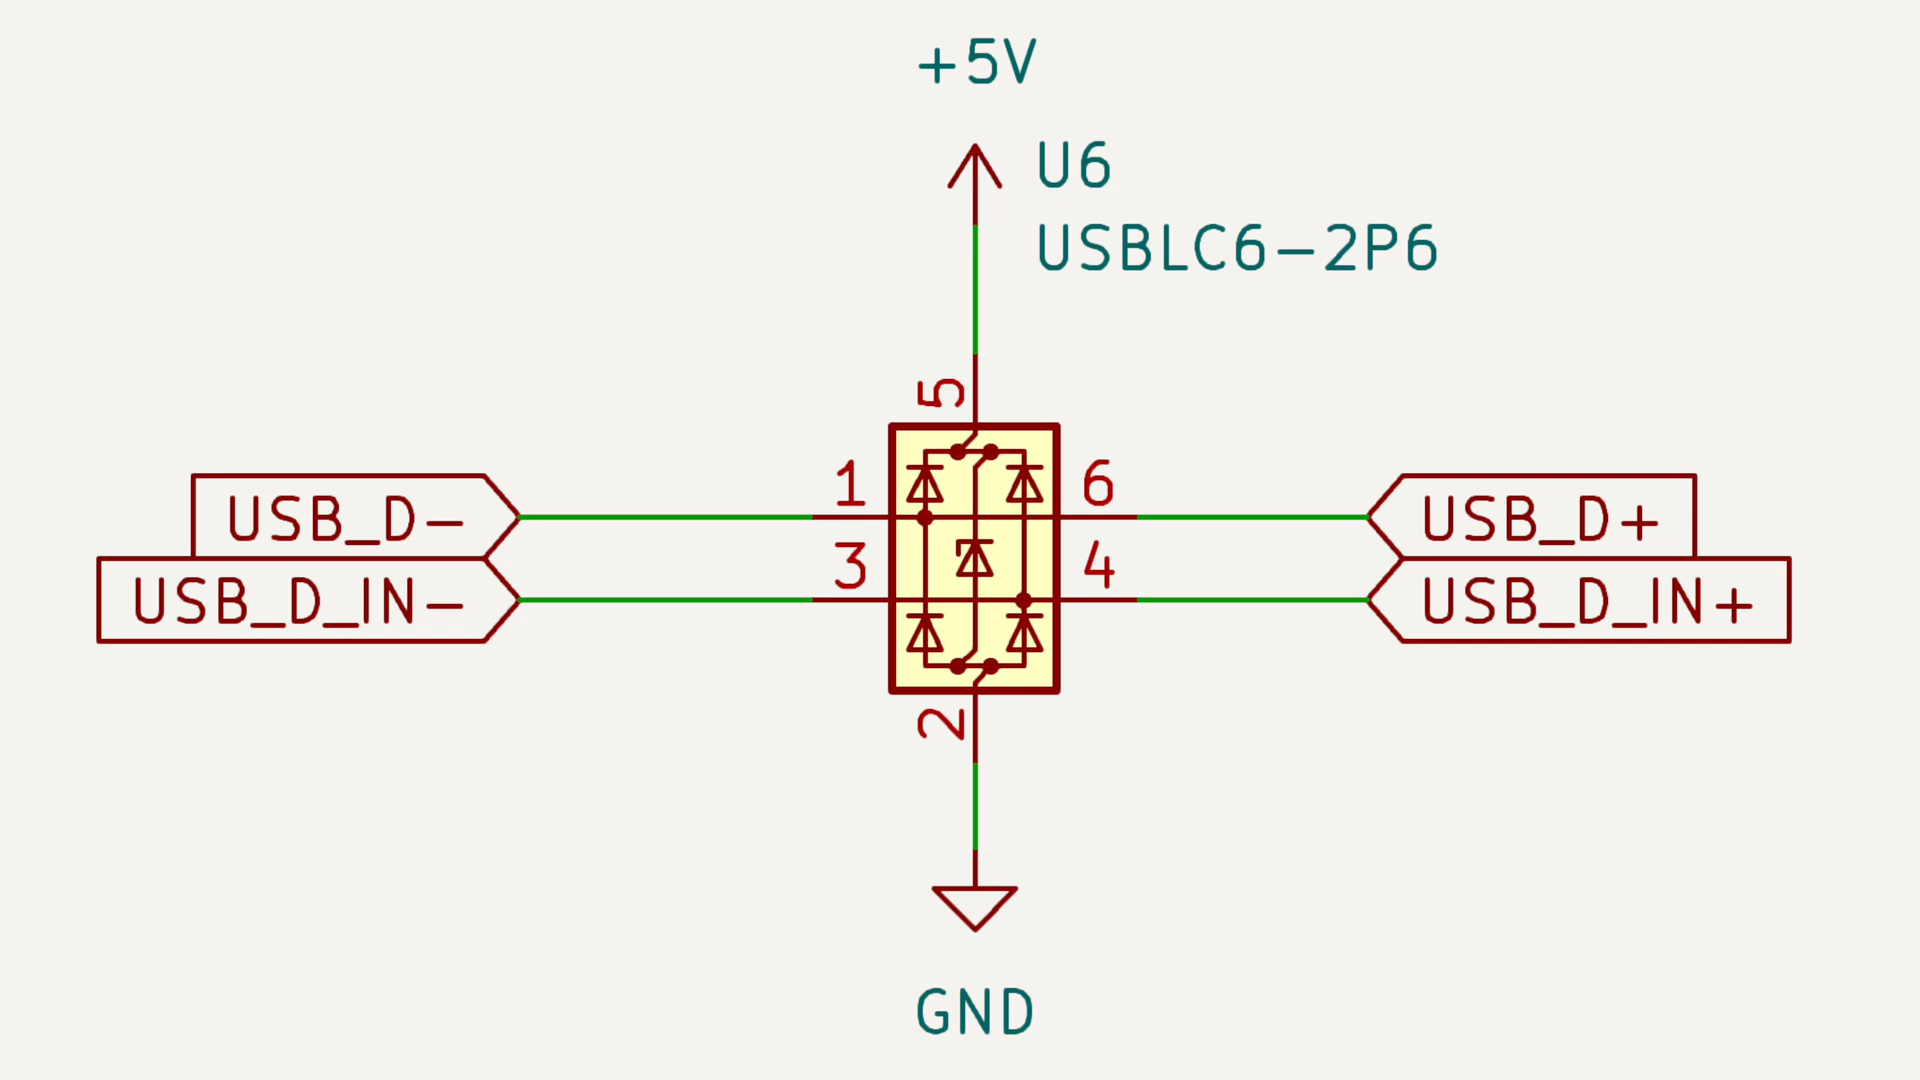 +5V
U6
USBLC6-2P6
5
1
6
USB_D-
USB_D+
3
4
USB_D_IN-
USB_D_IN+
2
GND